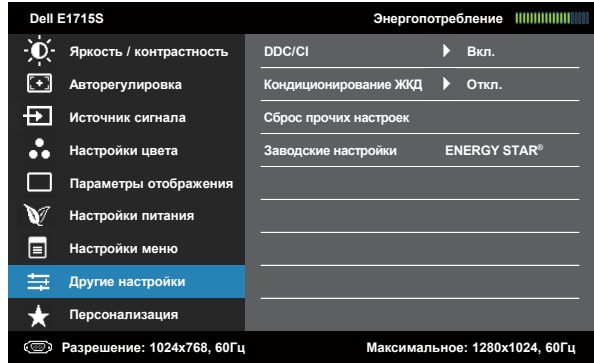 Dell E1715S Энергопотребление
Яркость / контрастность DDC/CI Вкл.
Авторегулировка Кондиционирование ЖКД Откл.
Источник сигнала Сброс прочих настроек
Настройки цвета Заводские настройки ENERGY STAR®
Параметры отображения
Настройки питания
Настройки меню
Другие настройки
Персонализация
Разрешение: 1024x768, 60Гц Максимальное: 1280x1024, 60Гц